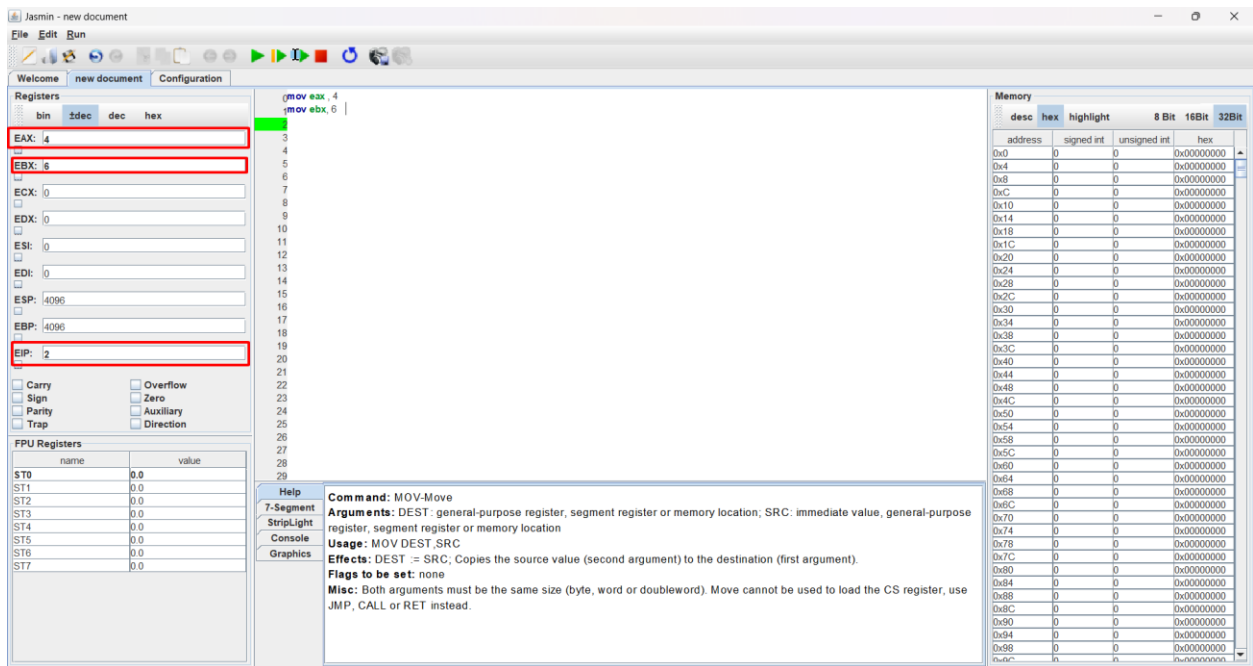 Jasmin - new document
File Edit Run
Welcome new document Configuration
Registers
bin ±dec dec hex
EAX: 4
EBX: 6
ECX: 0
EDX: 0
ESI: 0
EDI: 0
ESP: 4096
EBP: 4096
EIP: 2
Carry Overflow
Sign Zero
Parity Auxiliary
Trap Direction
FPU Registers
name value
ST0 0.0
ST1 0.0
ST2 0.0
ST3 0.0
ST4 0.0
ST5 0.0
ST6 0.0
ST7 0.0
0 mov eax , 4
1 mov ebx, 6
2
3
4
5
6
7
8
9
10
11
12
13
14
15
16
17
18
19
20
21
22
23
24
25
26
27
28
29
Help
7-Segment
StripLight
Console
Graphics
Command: MOV-Move
Arguments: DEST: general-purpose register, segment register or memory location; SRC: immediate value, general-purpose
register, segment register or memory location
Usage: MOV DEST,SRC
Effects: DEST := SRC; Copies the source value (second argument) to the destination (first argument).
Flags to be set: none
Misc: Both arguments must be the same size (byte, word or doubleword). Move cannot be used to load the CS register, use
JMP, CALL or RET instead.
Memory
desc hex highlight 8 Bit 16Bit 32Bit
address signed int unsigned int hex
0x0 0 0 0x00000000
0x4 0 0 0x00000000
0x8 0 0 0x00000000
0xC 0 0 0x00000000
0x10 0 0 0x00000000
0x14 0 0 0x00000000
0x18 0 0 0x00000000
0x1C 0 0 0x00000000
0x20 0 0 0x00000000
0x24 0 0 0x00000000
0x28 0 0 0x00000000
0x2C 0 0 0x00000000
0x30 0 0 0x00000000
0x34 0 0 0x00000000
0x38 0 0 0x00000000
0x3C 0 0 0x00000000
0x40 0 0 0x00000000
0x44 0 0 0x00000000
0x48 0 0 0x00000000
0x4C 0 0 0x00000000
0x50 0 0 0x00000000
0x54 0 0 0x00000000
0x58 0 0 0x00000000
0x5C 0 0 0x00000000
0x60 0 0 0x00000000
0x64 0 0 0x00000000
0x68 0 0 0x00000000
0x6C 0 0 0x00000000
0x70 0 0 0x00000000
0x74 0 0 0x00000000
0x78 0 0 0x00000000
0x7C 0 0 0x00000000
0x80 0 0 0x00000000
0x84 0 0 0x00000000
0x88 0 0 0x00000000
0x8C 0 0 0x00000000
0x90 0 0 0x00000000
0x94 0 0 0x00000000
0x98 0 0 0x00000000
0x9C 0 0 0x00000000